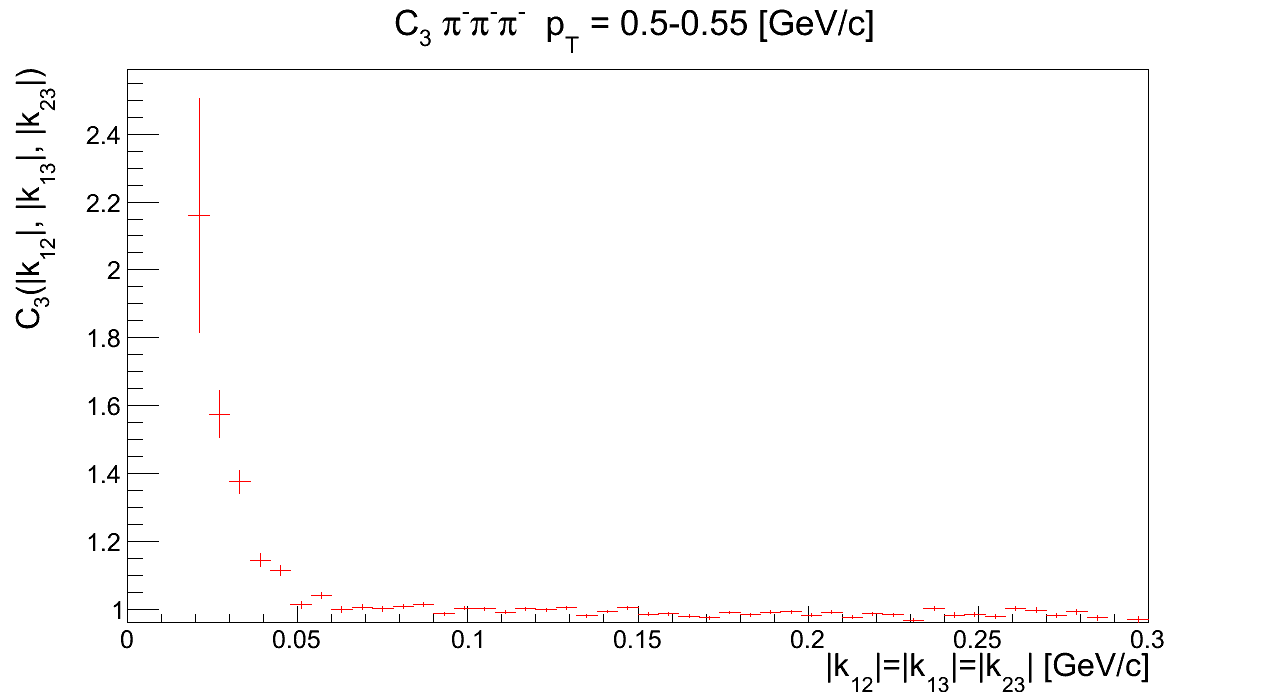 C3 π-π-π- pT = 0.5-0.55 [GeV/c]
C3(|k12|, |k13|, |k23|)
2.4
2.2
2
1.8
1.6
1.4
1.2
1
0 0.05 0.1 0.15 0.2 0.25 0.3
|k12|=|k13|=|k23| [GeV/c]